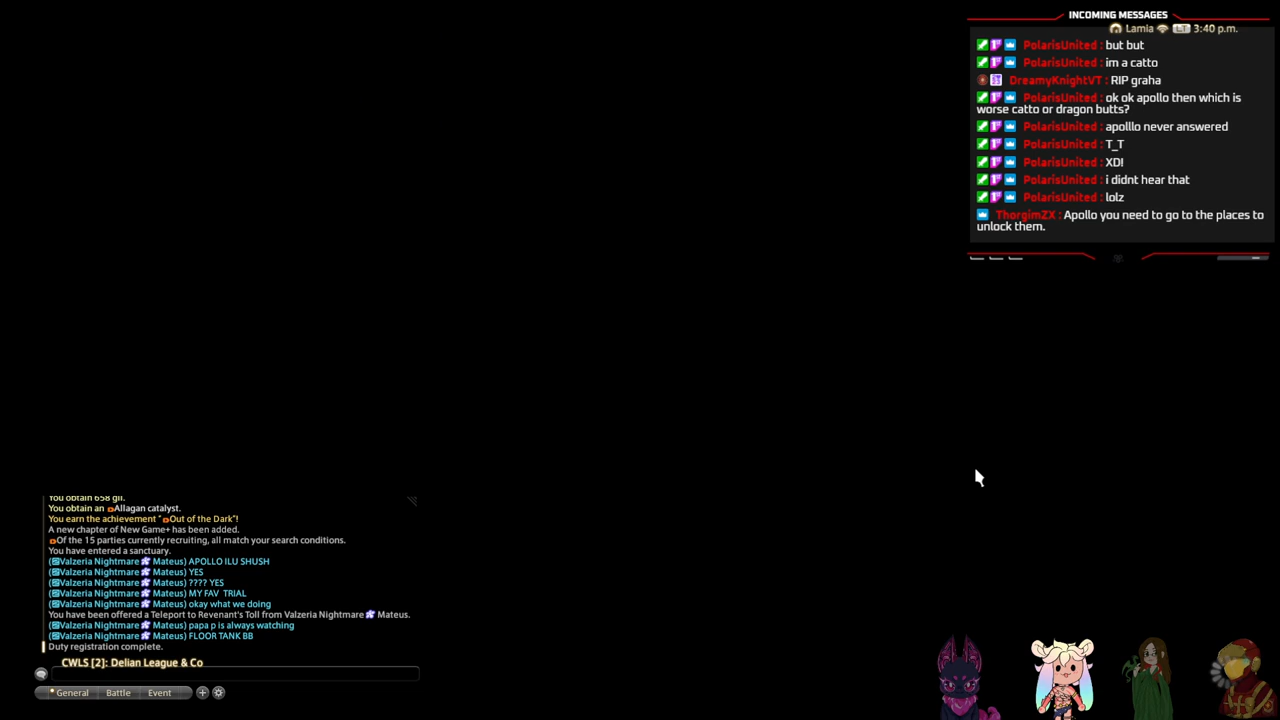 INCOMING MESSAGES
Lamia LT 3:40 p.m.
PolarisUnited : but but
PolarisUnited : im a catto
DreamyKnightVT : RIP graha
PolarisUnited : ok ok apollo then which is
worse catto or dragon butts?
PolarisUnited : apolllo never answered
PolarisUnited : T_T
PolarisUnited : XD!
PolarisUnited : i didnt hear that
PolarisUnited : lolz
ThorgimZX : Apollo you need to go to the places to
unlock them.
You obtain 658 gil.
You obtain an Allagan catalyst.
You earn the achievement "Out of the Dark"!
A new chapter of New Game+ has been added.
Of the 15 parties currently recruiting, all match your search conditions.
You have entered a sanctuary.
(Valzeria Nightmare Mateus) APOLLO ILU SHUSH
(Valzeria Nightmare Mateus) YES
(Valzeria Nightmare Mateus) ???? YES
(Valzeria Nightmare Mateus) MY FAV TRIAL
(Valzeria Nightmare Mateus) okay what we doing
You have been offered a Teleport to Revenant's Toll from Valzeria Nightmare Mateus.
(Valzeria Nightmare Mateus) papa p is always watching
(Valzeria Nightmare Mateus) FLOOR TANK BB
Duty registration complete.
CWLS [2]: Delian League & Co
General Battle Event